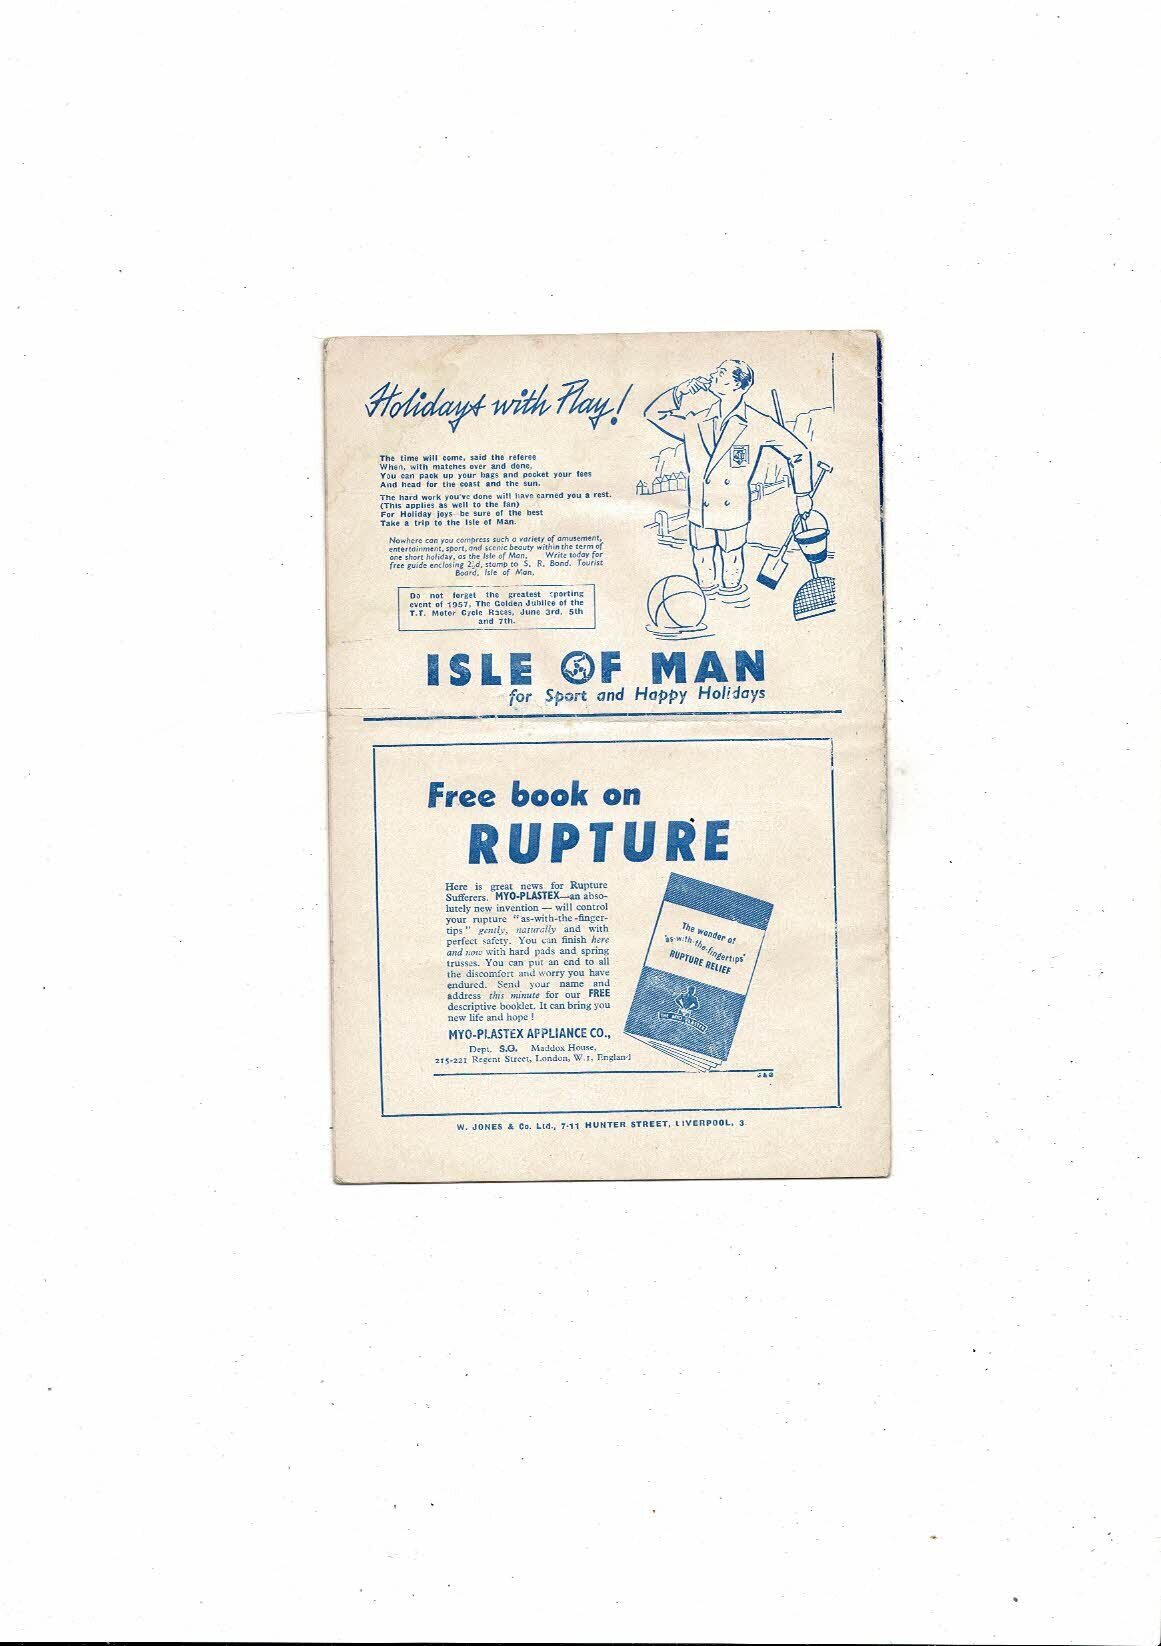 Holidays with Play!
The time will come, said the referee
When, with matches over and done,
You can pack up your bags and pocket your fees
And head for the coast and the sun.
The hard work you've done will have earned you a rest.
(This applies as well to the fan)
For Holiday joys be sure of the best
Take a trip to the Isle of Man.
Nowhere can you compress such a variety of amusement,
entertainment, sport, and scenic beauty within the term of
one short holiday, as the Isle of Man. Write today for
free guide enclosing 2½d. stamp to S. R. Bond. Tourist
Board, Isle of Man.
Do not forget the greatest sporting
event of 1957, The Golden Jubilee of the
T.T. Motor Cycle Races, June 3rd, 5th
and 7th.
ISLE OF MAN
for Sport and Happy Holidays
Free book on
RUPTURE
Here is great news for Rupture
Sufferers. MYO-PLASTEX—an abso-
lutely new invention — will control
your rupture "as-with-the-finger-
tips" gently, naturally and with
perfect safety. You can finish here
and now with hard pads and spring
trusses. You can put an end to all
the discomfort and worry you have
endured. Send your name and
address this minute for our FREE
descriptive booklet. It can bring you
new life and hope !
MYO-PLASTEX APPLIANCE CO.,
Dept. S.G. Maddox House,
215-221 Regent Street, London, W.1, England
The wonder of
'as-with-the-fingertips'
RUPTURE RELIEF
W. JONES & Co. Ltd., 7-11 HUNTER STREET, LIVERPOOL, 3